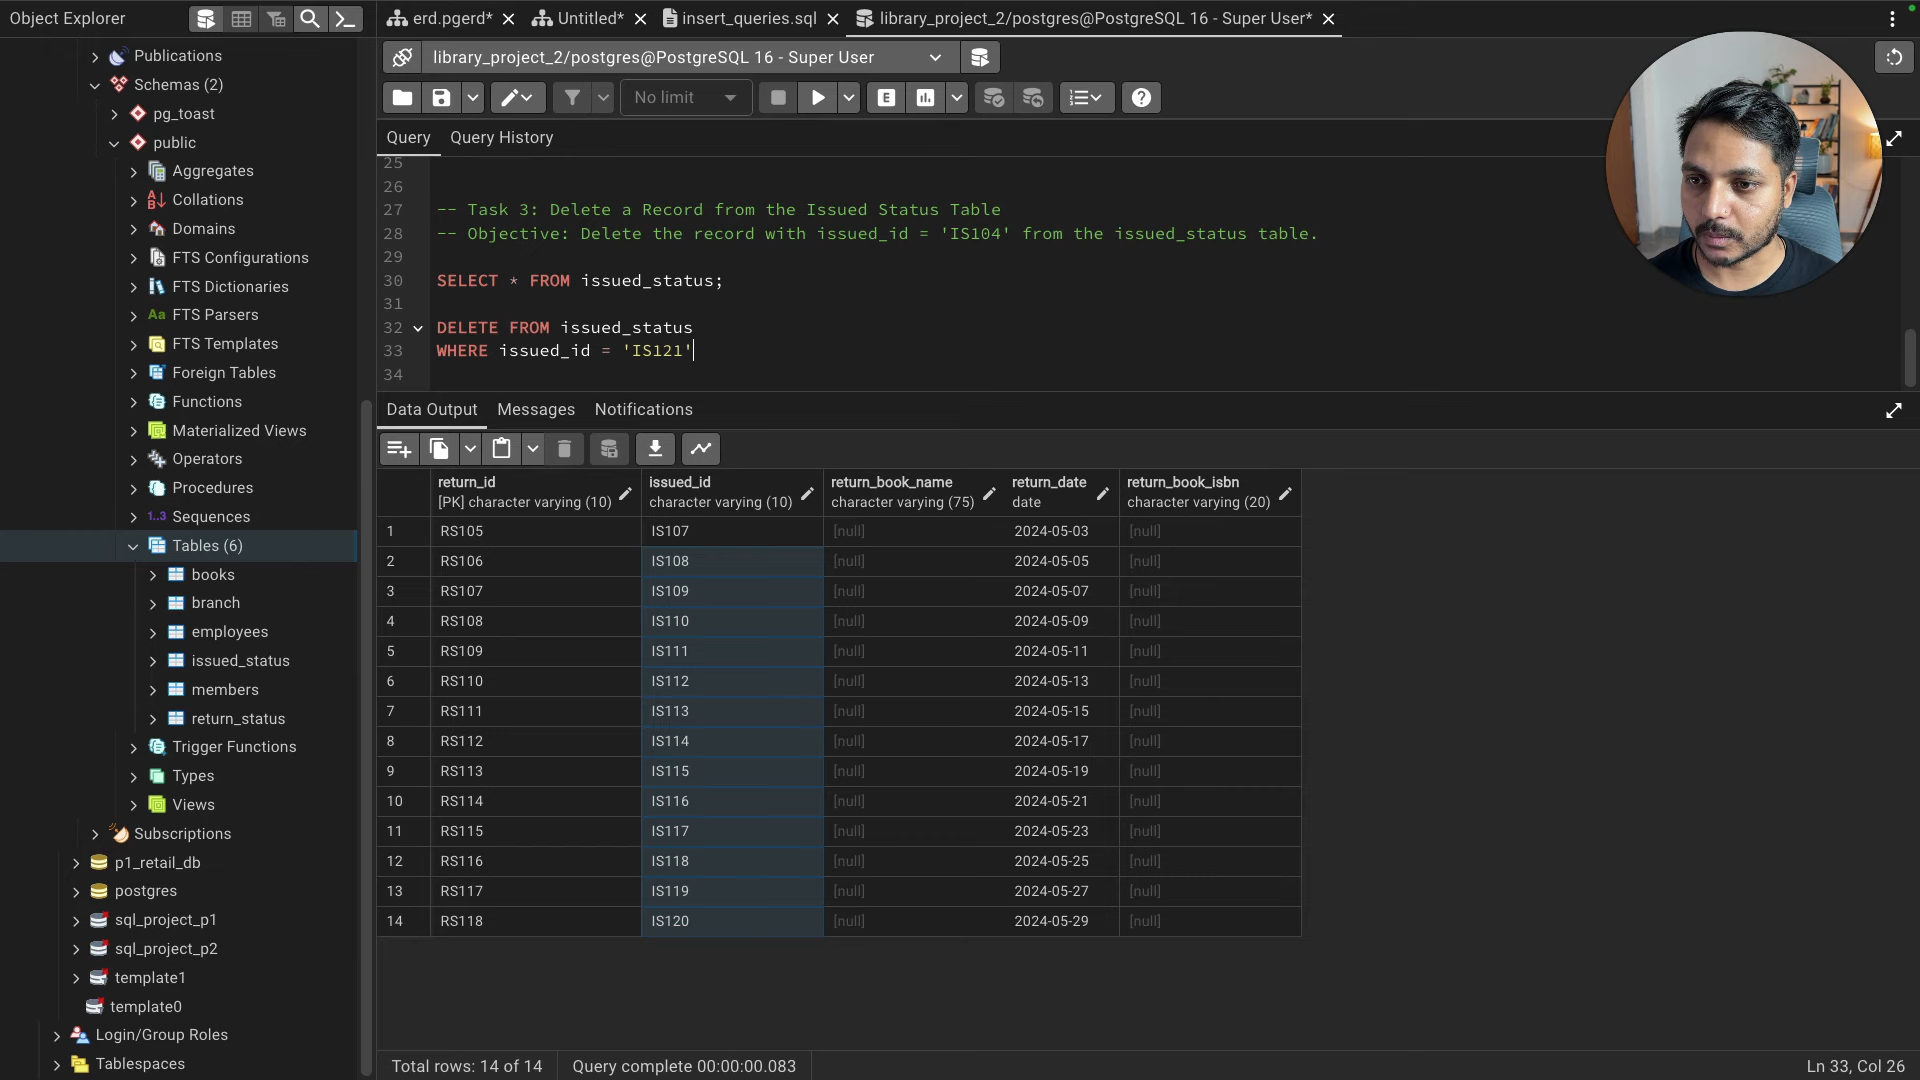 Object Explorer
erd.pgerd*
Untitled*
insert_queries.sql
library_project_2/postgres@PostgreSQL 16 - Super User*
library_project_2/postgres@PostgreSQL 16 - Super User
No limit
Query
Query History
Publications
Schemas (2)
pg_toast
public
Aggregates
Collations
Domains
FTS Configurations
FTS Dictionaries
Aa FTS Parsers
FTS Templates
Foreign Tables
Functions
Materialized Views
Operators
Procedures
1..3 Sequences
Tables (6)
books
branch
employees
issued_status
members
return_status
Trigger Functions
Types
Views
Subscriptions
p1_retail_db
postgres
sql_project_p1
sql_project_p2
template1
template0
Login/Group Roles
Tablespaces
25
26
27 -- Task 3: Delete a Record from the Issued Status Table
28 -- Objective: Delete the record with issued_id = 'IS104' from the issued_status table.
29
30 SELECT * FROM issued_status;
31
32 DELETE FROM issued_status
33 WHERE issued_id = 'IS121'
34
Data Output
Messages
Notifications
return_id issued_id return_book_name return_date return_book_isbn
[PK] character varying (10) character varying (10) character varying (75) date character varying (20)
1 RS105 IS107 [null] 2024-05-03 [null]
2 RS106 IS108 [null] 2024-05-05 [null]
3 RS107 IS109 [null] 2024-05-07 [null]
4 RS108 IS110 [null] 2024-05-09 [null]
5 RS109 IS111 [null] 2024-05-11 [null]
6 RS110 IS112 [null] 2024-05-13 [null]
7 RS111 IS113 [null] 2024-05-15 [null]
8 RS112 IS114 [null] 2024-05-17 [null]
9 RS113 IS115 [null] 2024-05-19 [null]
10 RS114 IS116 [null] 2024-05-21 [null]
11 RS115 IS117 [null] 2024-05-23 [null]
12 RS116 IS118 [null] 2024-05-25 [null]
13 RS117 IS119 [null] 2024-05-27 [null]
14 RS118 IS120 [null] 2024-05-29 [null]
Total rows: 14 of 14
Query complete 00:00:00.083
Ln 33, Col 26